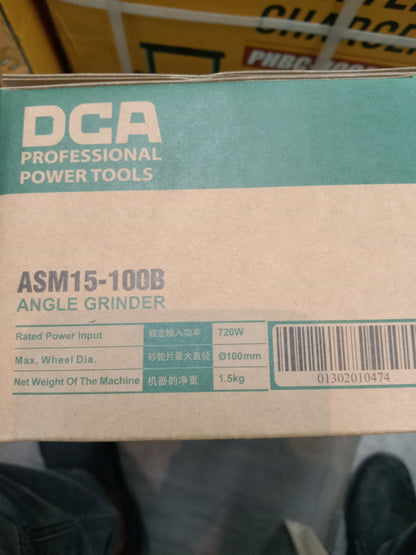 CHARGE
DCA
PROFESSIONAL
POWER TOOLS
ASM15-100B
ANGLE GRINDER
Rated Power Input 额定输入功率 720W
Max. Wheel Dia. 砂轮片最大直径 Ø100mm
Net Weight Of The Machine 机器的净重 1.5kg
01302010474